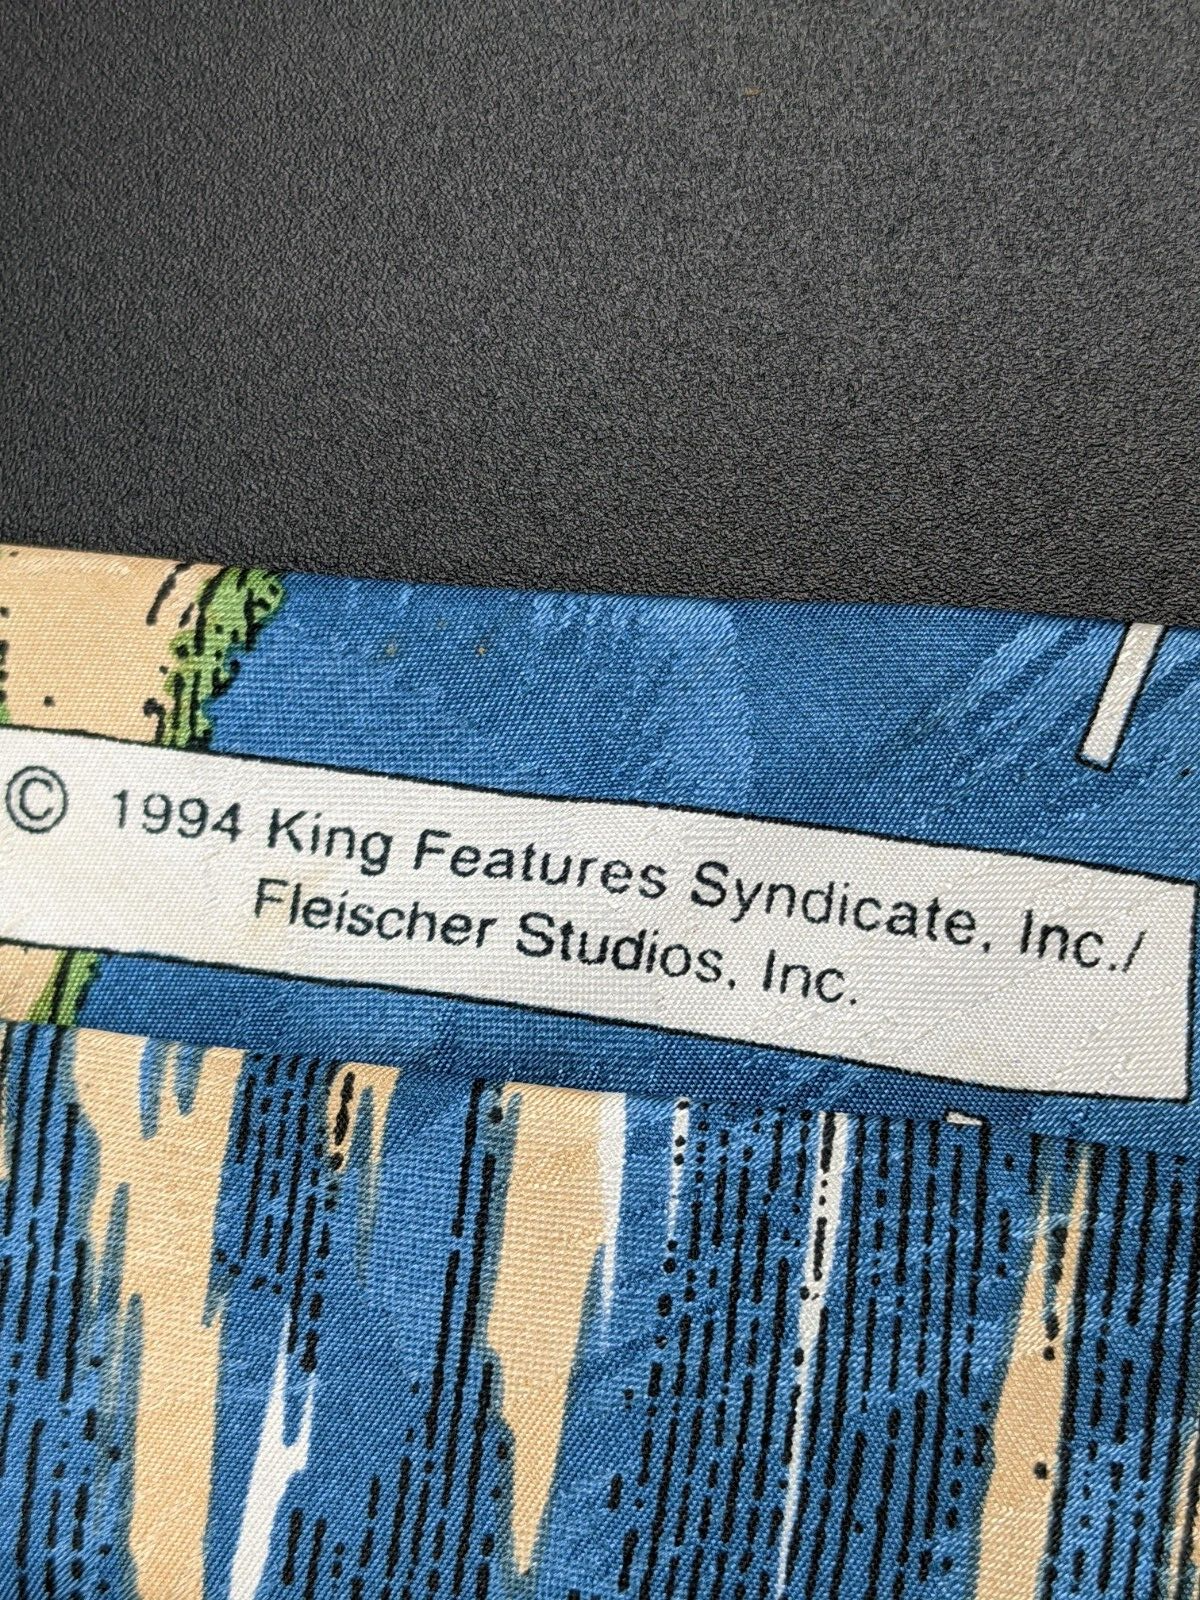 © 1994 King Features Syndicate, Inc./
Fleischer Studios, Inc.